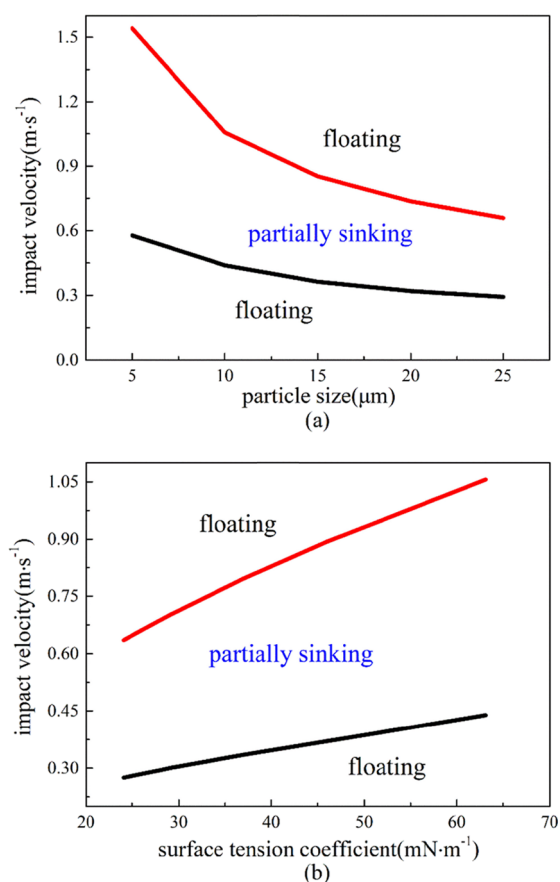 1.5
1.2
0.9
0.6
0.3
0.0
impact velocity(m·s⁻¹)
floating
partially sinking
floating
5 10 15 20 25
particle size(μm)
(a)
1.05
0.90
0.75
0.60
0.45
0.30
impact velocity(m·s⁻¹)
floating
partially sinking
floating
20 30 40 50 60 70
surface tension coefficient(mN·m⁻¹)
(b)